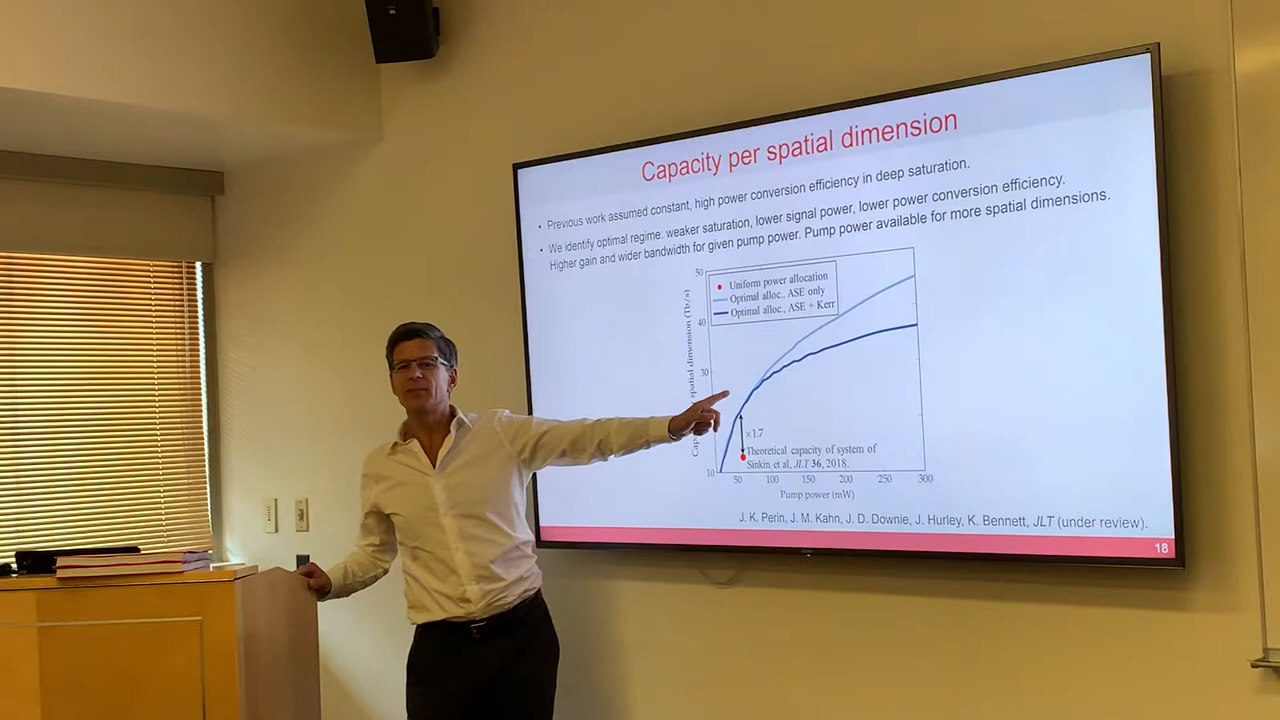 Capacity per spatial dimension
• Previous work assumed constant, high power conversion efficiency in deep saturation.
• We identify optimal regime: weaker saturation, lower signal power, lower power conversion efficiency.
Higher gain and wider bandwidth for given pump power. Pump power available for more spatial dimensions.
50
40
30
10
spatial dimension (Tb/s)
Uniform power allocation
Optimal alloc., ASE only
Optimal alloc., ASE + Kerr
×1.7
Theoretical capacity of system of
Sinkin et al, JLT 36, 2018.
50 100 150 200 250 300
Pump power (mW)
J. K. Perin, J. M. Kahn, J. D. Downie, J. Hurley, K. Bennett, JLT (under review).
18